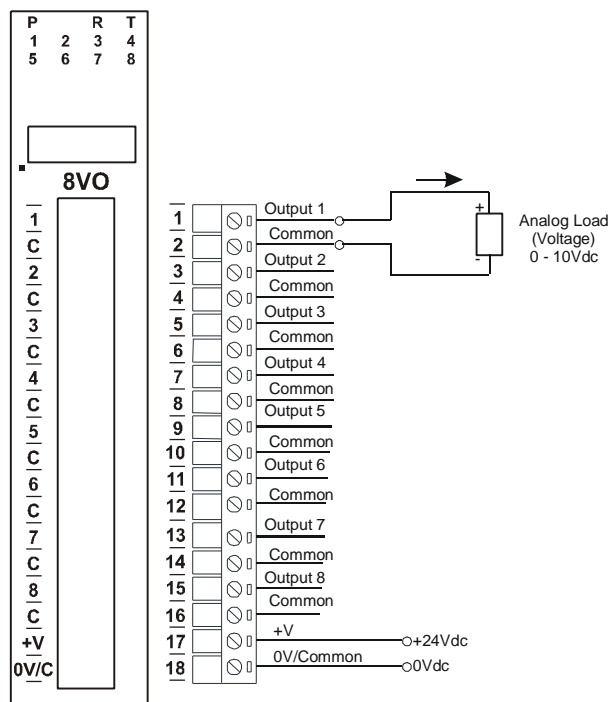 P R T
1 2 3 4
5 6 7 8
8VO
1
C
2
C
3
C
4
C
5
C
6
C
7
C
8
C
+V
0V/C
1 Output 1
2 Common
3 Output 2
4 Common
5 Output 3
6 Common
7 Output 4
8 Common
9 Output 5
10 Common
11 Output 6
12 Common
13 Output 7
14 Common
15 Output 8
16 Common
17 +V +24Vdc
18 0V/Common 0Vdc
+
-
Analog Load
(Voltage)
0 - 10Vdc